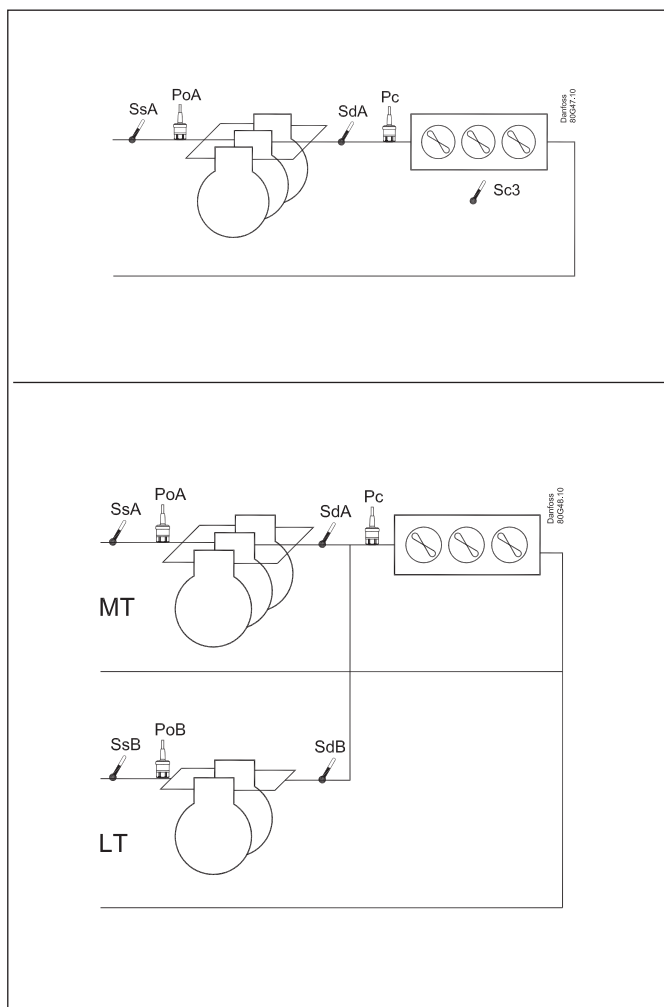 SsA
PoA
SdA
Pc
Danfoss
80G47.10
Sc3
SsA
PoA
SdA
Pc
Danfoss
80G48.10
MT
SsB
PoB
SdB
LT